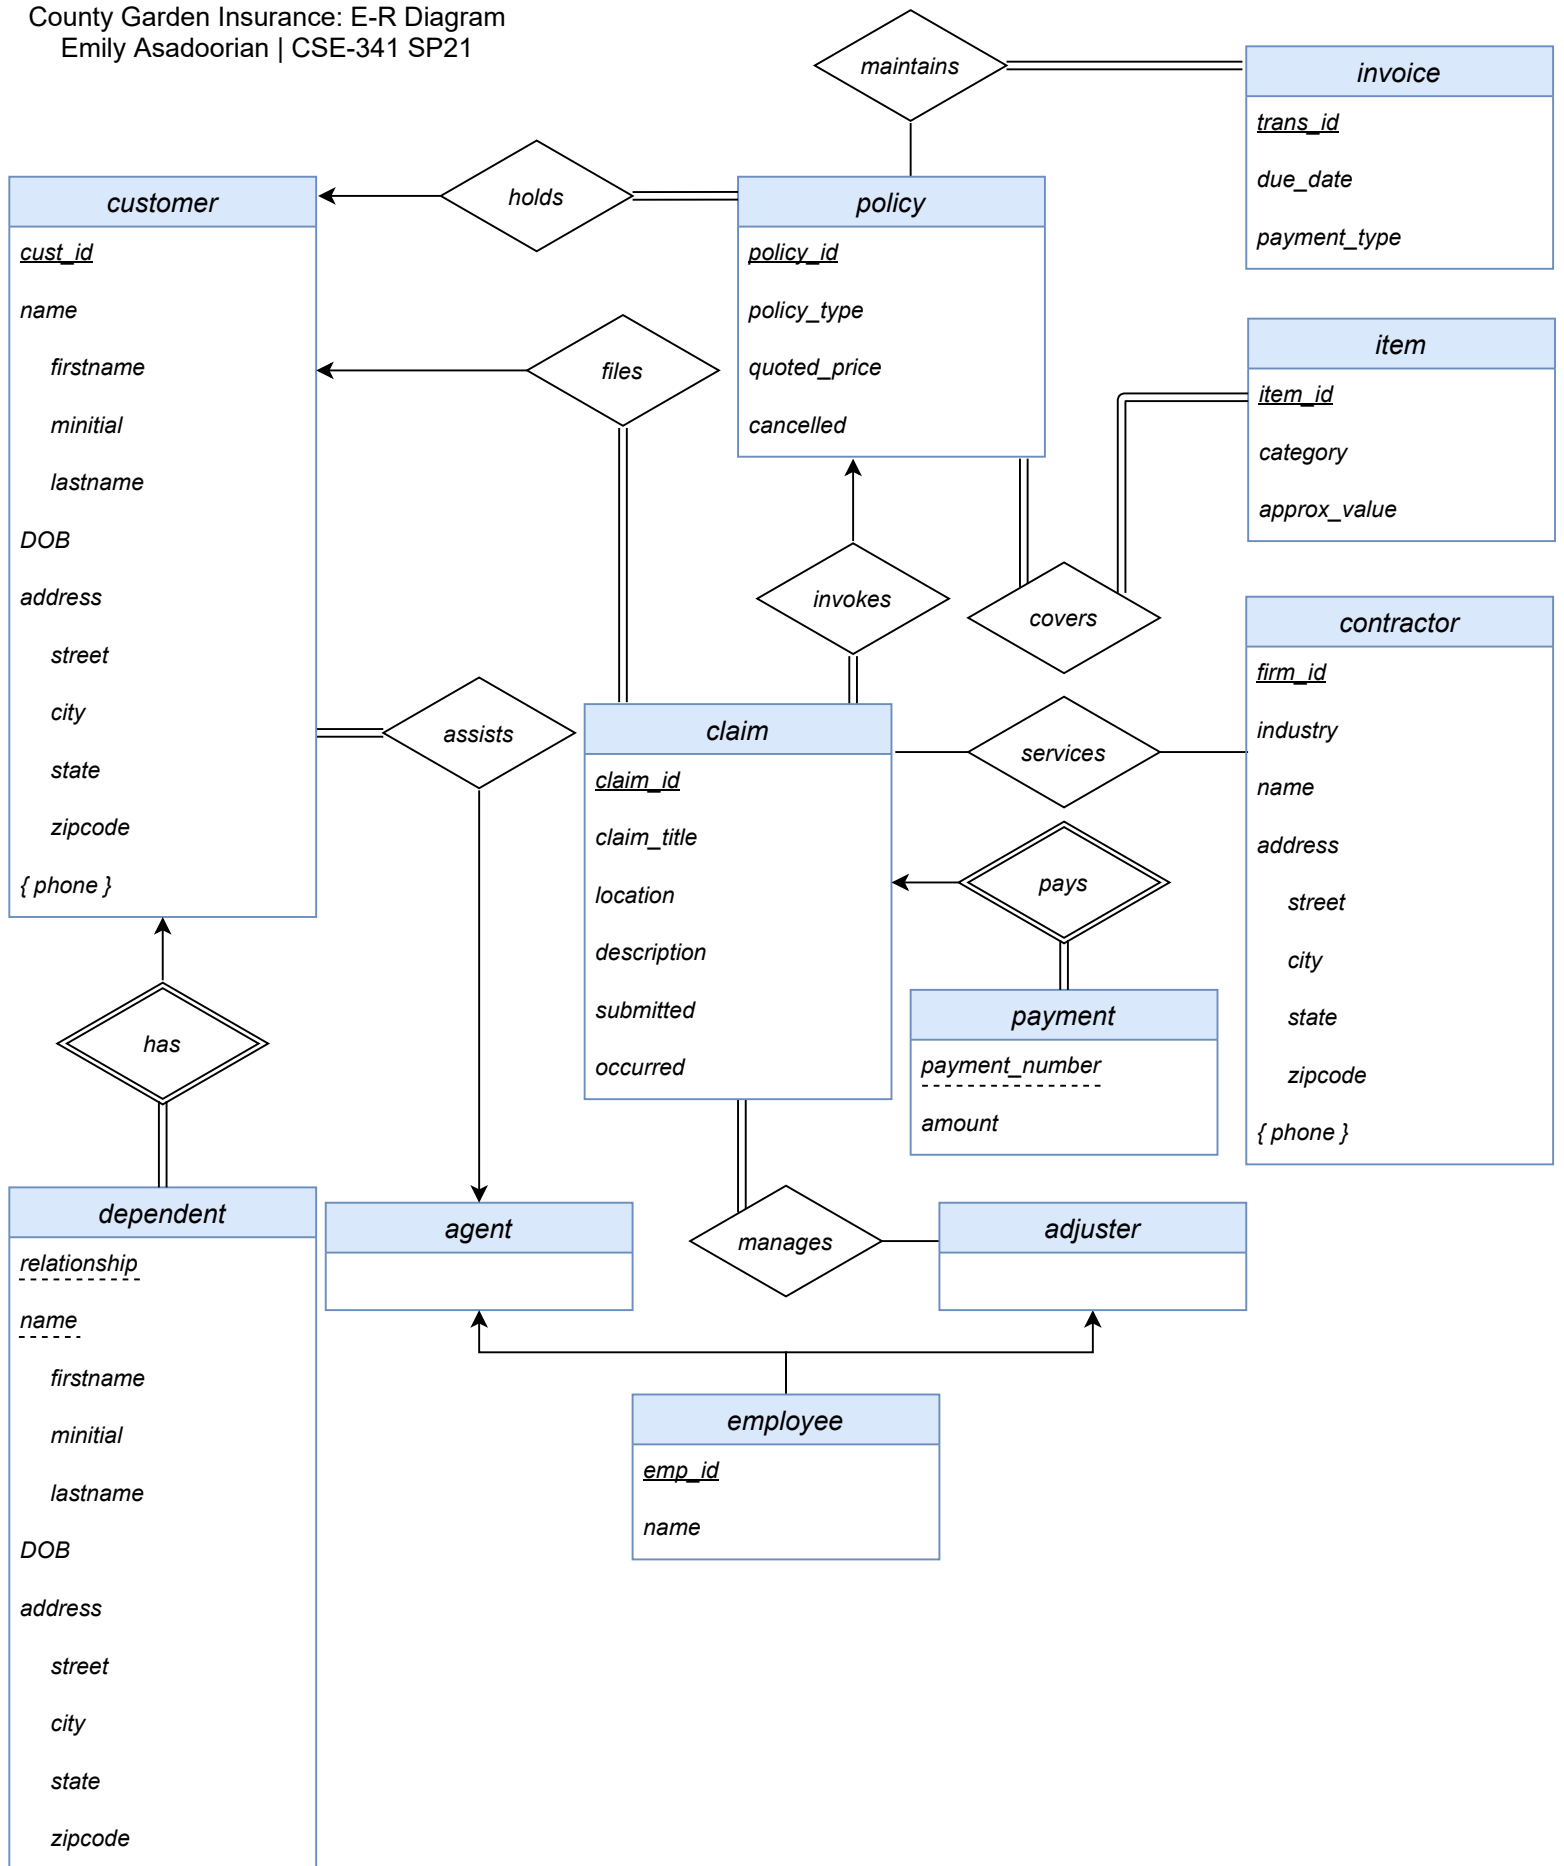 County Garden Insurance: E-R Diagram
Emily Asadoorian | CSE-341 SP21
maintains
invoice
trans_id
due_date
payment_type
customer
cust_id
name
firstname
minitial
lastname
DOB
address
street
city
state
zipcode
{ phone }
holds
policy
policy_id
policy_type
quoted_price
cancelled
files
item
item_id
category
approx_value
invokes
covers
contractor
firm_id
industry
name
address
street
city
state
zipcode
{ phone }
assists
claim
claim_id
claim_title
location
description
submitted
occurred
services
pays
payment
payment_number
amount
has
dependent
relationship
name
firstname
minitial
lastname
DOB
address
street
city
state
zipcode
agent
manages
adjuster
employee
emp_id
name